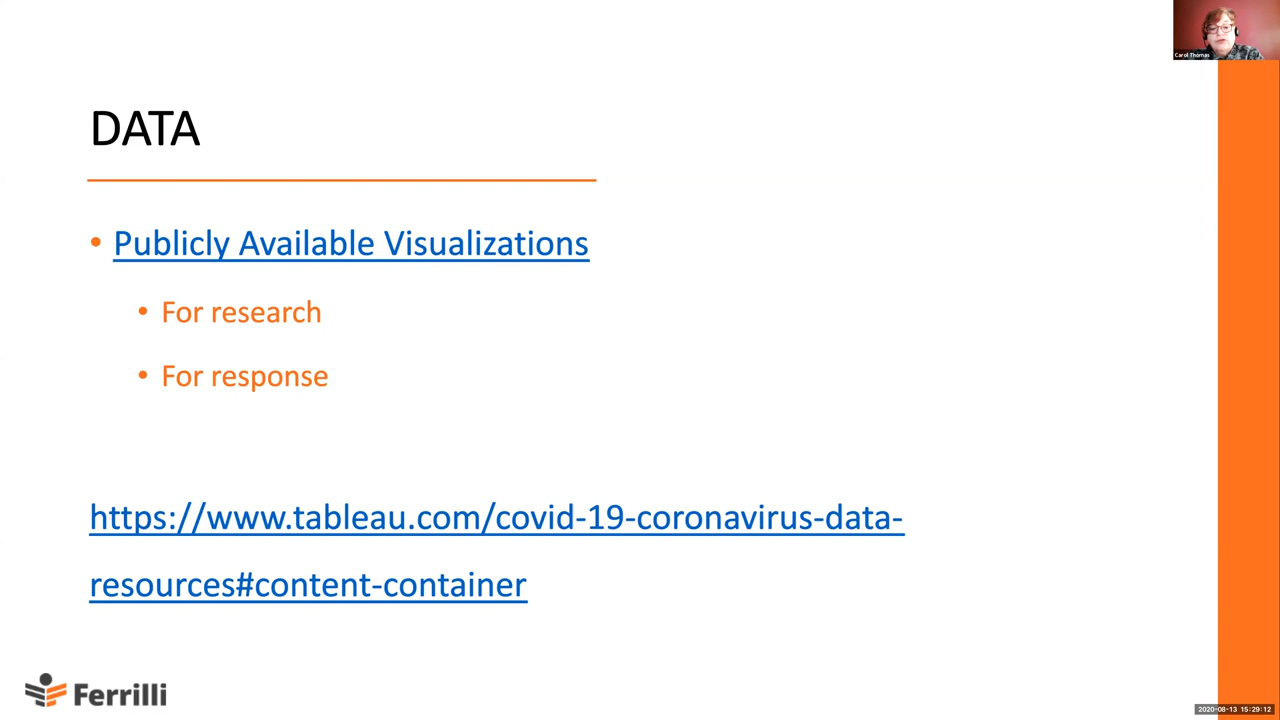 Carol Thomas
DATA
• Publicly Available Visualizations
• For research
• For response
https://www.tableau.com/covid-19-coronavirus-data-
resources#content-container
Ferrilli
2020-08-13 15:29:12